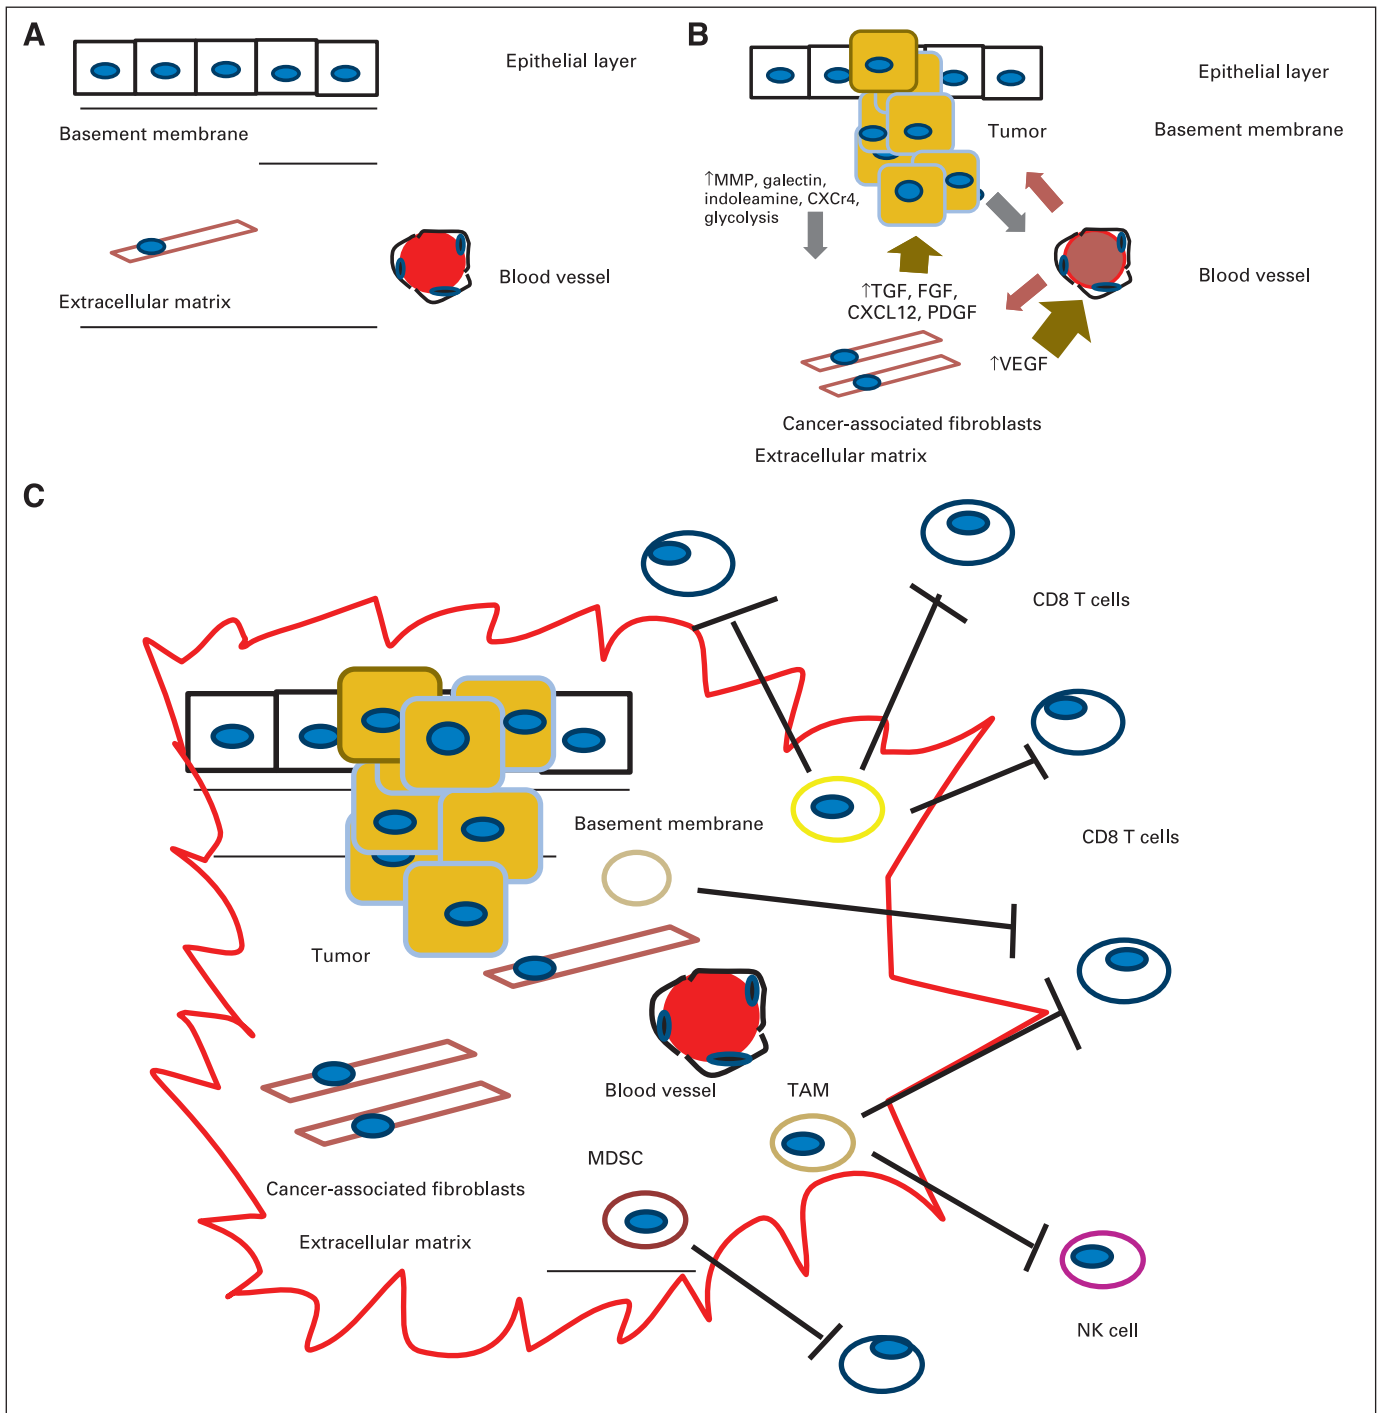 A
Epithelial layer
Basement membrane
Extracellular matrix
Blood vessel
B
Epithelial layer
Tumor
Basement membrane
↑MMP, galectin,
indoleamine, CXCr4,
glycolysis
↑TGF, FGF,
CXCL12, PDGF
Blood vessel
↑VEGF
Cancer-associated fibroblasts
Extracellular matrix
C
CD8 T cells
Basement membrane
CD8 T cells
Tumor
Blood vessel
TAM
MDSC
Cancer-associated fibroblasts
Extracellular matrix
NK cell